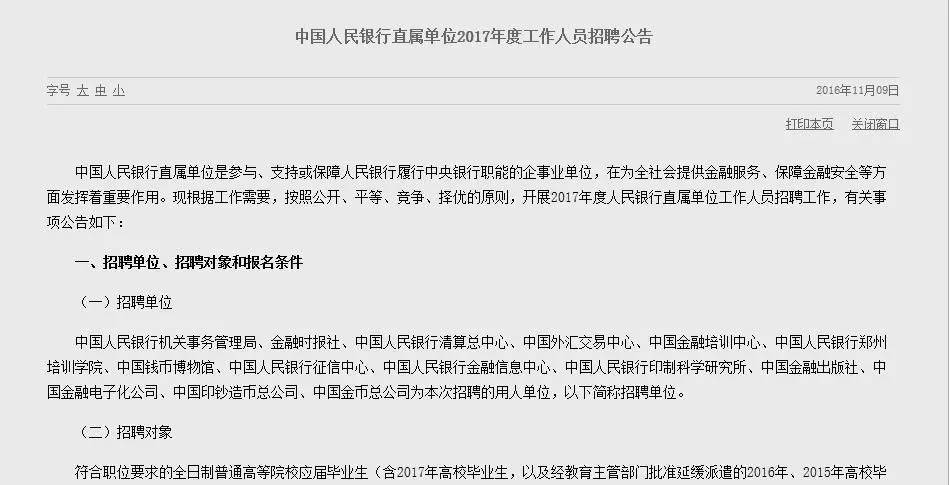 中国人民银行直属单位2017年度工作人员招聘公告
字号 大 中 小
2016年11月09日
打印本页 关闭窗口
中国人民银行直属单位是参与、支持或保障人民银行履行中央银行职能的企事业单位，在为全社会提供金融服务、保障金融安全等方
面发挥着重要作用。现根据工作需要，按照公开、平等、竞争、择优的原则，开展2017年度人民银行直属单位工作人员招聘工作，有关事
项公告如下：
一、招聘单位、招聘对象和报名条件
（一）招聘单位
中国人民银行机关事务管理局、金融时报社、中国人民银行清算总中心、中国外汇交易中心、中国金融培训中心、中国人民银行郑州
培训学院、中国钱币博物馆、中国人民银行征信中心、中国人民银行金融信息中心、中国人民银行印制科学研究所、中国金融出版社、中
国金融电子化公司、中国印钞造币总公司、中国金币总公司为本次招聘的用人单位，以下简称招聘单位。
（二）招聘对象
符合职位要求的全日制普通高等院校应届毕业生（含2017年高校毕业生，以及经教育主管部门批准延缓派遣的2016年、2015年高校毕